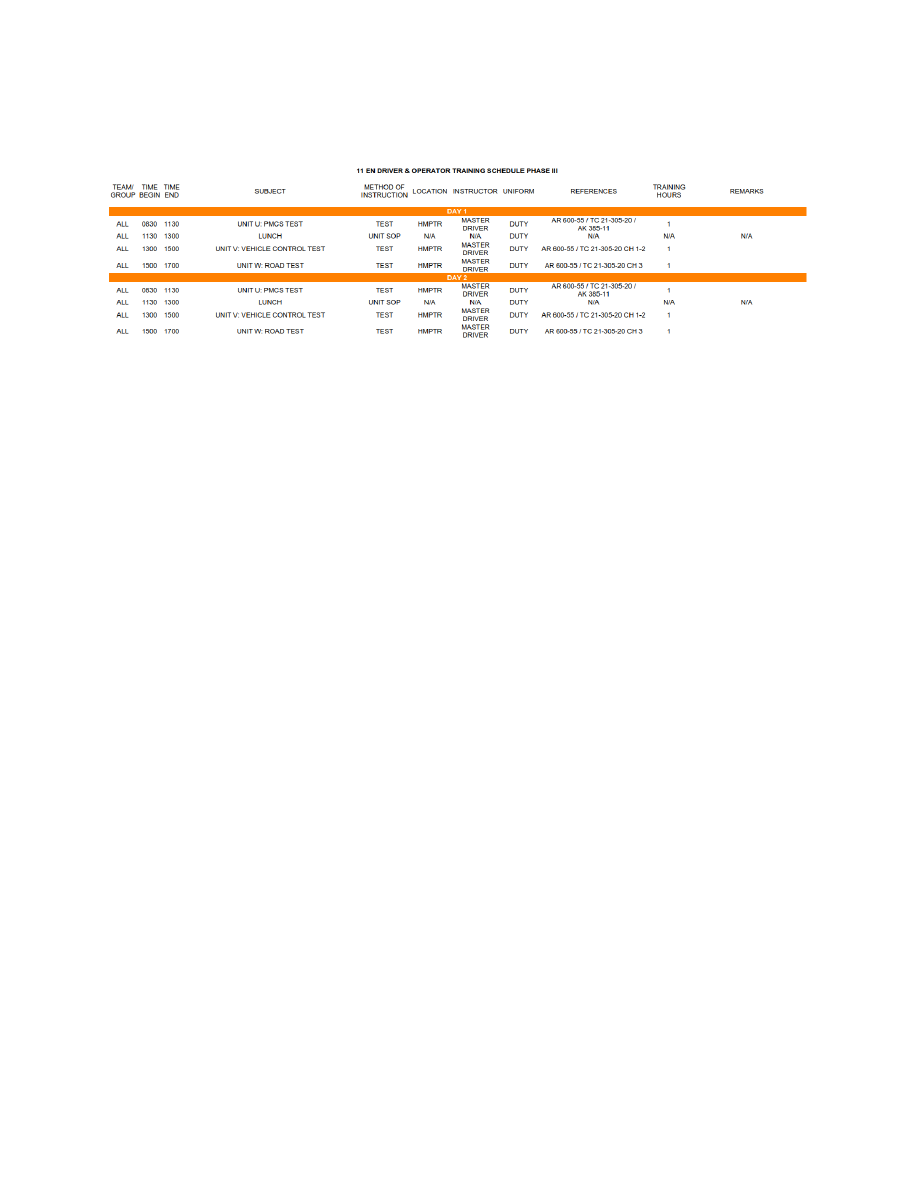 11 EN DRIVER & OPERATOR TRAINING SCHEDULE PHASE III
TEAM/ GROUP TIME BEGIN TIME END SUBJECT METHOD OF INSTRUCTION LOCATION INSTRUCTOR UNIFORM REFERENCES TRAINING HOURS REMARKS
DAY 1
ALL 0830 1130 UNIT U: PMCS TEST TEST HMPTR MASTER DRIVER DUTY AR 600-55 / TC 21-305-20 / AK 385-11 1
ALL 1130 1300 LUNCH UNIT SOP N/A N/A DUTY N/A N/A N/A
ALL 1300 1500 UNIT V: VEHICLE CONTROL TEST TEST HMPTR MASTER DRIVER DUTY AR 600-55 / TC 21-305-20 CH 1-2 1
ALL 1500 1700 UNIT W: ROAD TEST TEST HMPTR MASTER DRIVER DUTY AR 600-55 / TC 21-305-20 CH 3 1
DAY 2
ALL 0830 1130 UNIT U: PMCS TEST TEST HMPTR MASTER DRIVER DUTY AR 600-55 / TC 21-305-20 / AK 385-11 1
ALL 1130 1300 LUNCH UNIT SOP N/A N/A DUTY N/A N/A N/A
ALL 1300 1500 UNIT V: VEHICLE CONTROL TEST TEST HMPTR MASTER DRIVER DUTY AR 600-55 / TC 21-305-20 CH 1-2 1
ALL 1500 1700 UNIT W: ROAD TEST TEST HMPTR MASTER DRIVER DUTY AR 600-55 / TC 21-305-20 CH 3 1